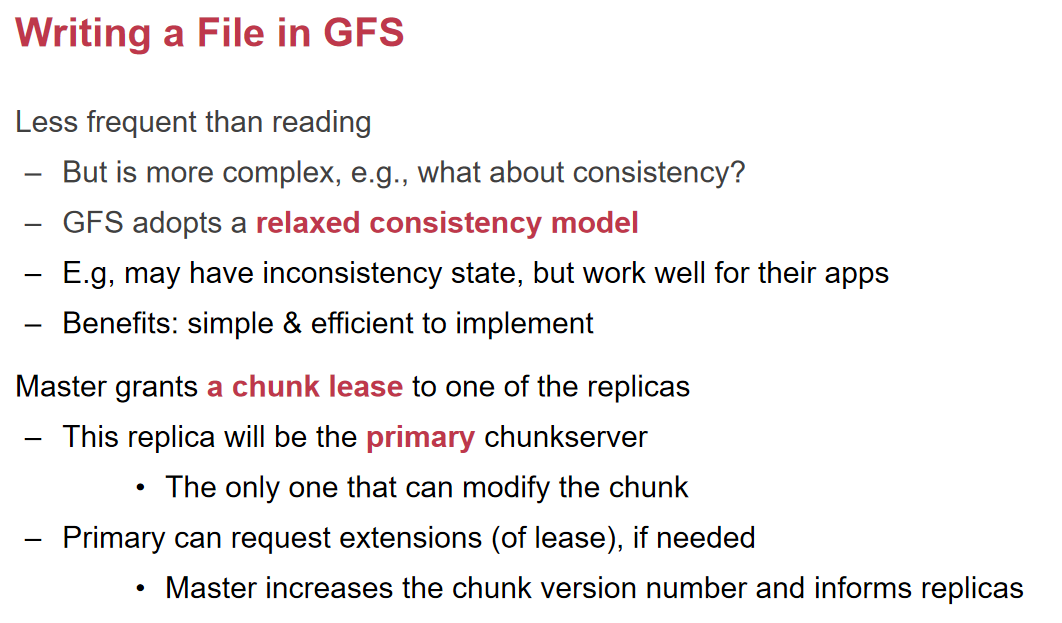 Writing a File in GFS
Less frequent than reading
– But is more complex, e.g., what about consistency?
– GFS adopts a relaxed consistency model
– E.g, may have inconsistency state, but work well for their apps
– Benefits: simple & efficient to implement
Master grants a chunk lease to one of the replicas
– This replica will be the primary chunkserver
• The only one that can modify the chunk
– Primary can request extensions (of lease), if needed
• Master increases the chunk version number and informs replicas